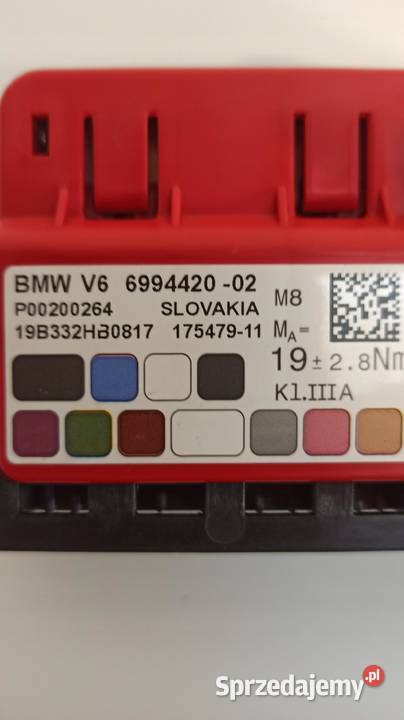 BMW V6 6994420 -02
P00200264 SLOVAKIA
19B332HB0817 175479-11
M8
MA =
19 ± 2.8Nm
Kl.IIIA
Sprzedajemy.pl